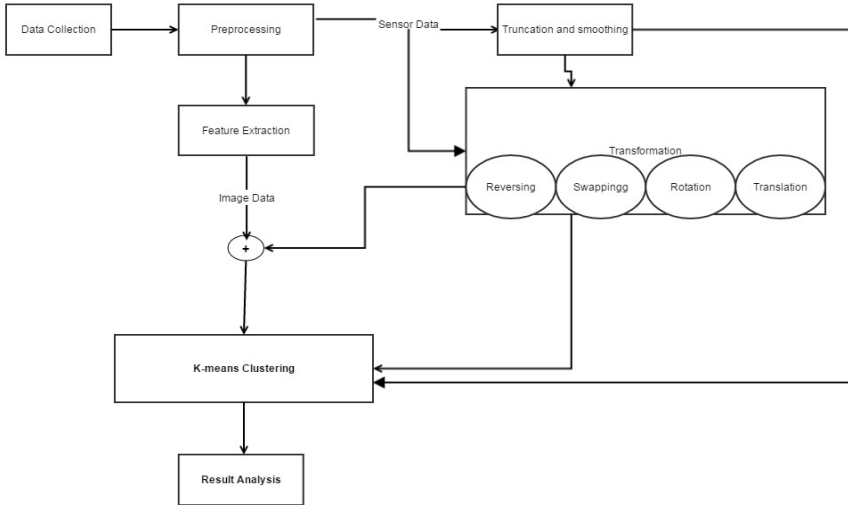 Data Collection
Preprocessing
Sensor Data
Truncation and smoothing
Feature Extraction
Transformation
Reversing
Swappingg
Rotation
Translation
Image Data
+
K-means Clustering
Result Analysis